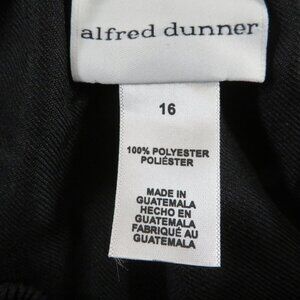 alfred dunner
16
100% POLYESTER
POLIÉSTER
MADE IN
GUATEMALA
HECHO EN
GUATEMALA
FABRIQUÉ AU
GUATEMALA